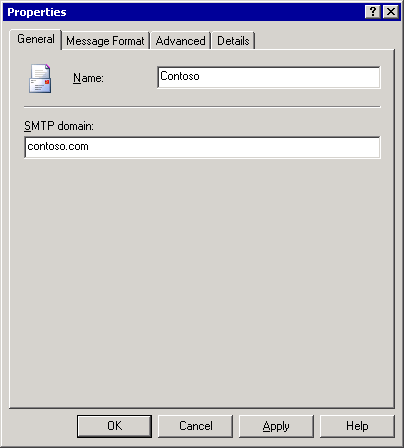 Properties
General Message Format Advanced Details
Name: Contoso
SMTP domain:
contoso.com
OK Cancel Apply Help